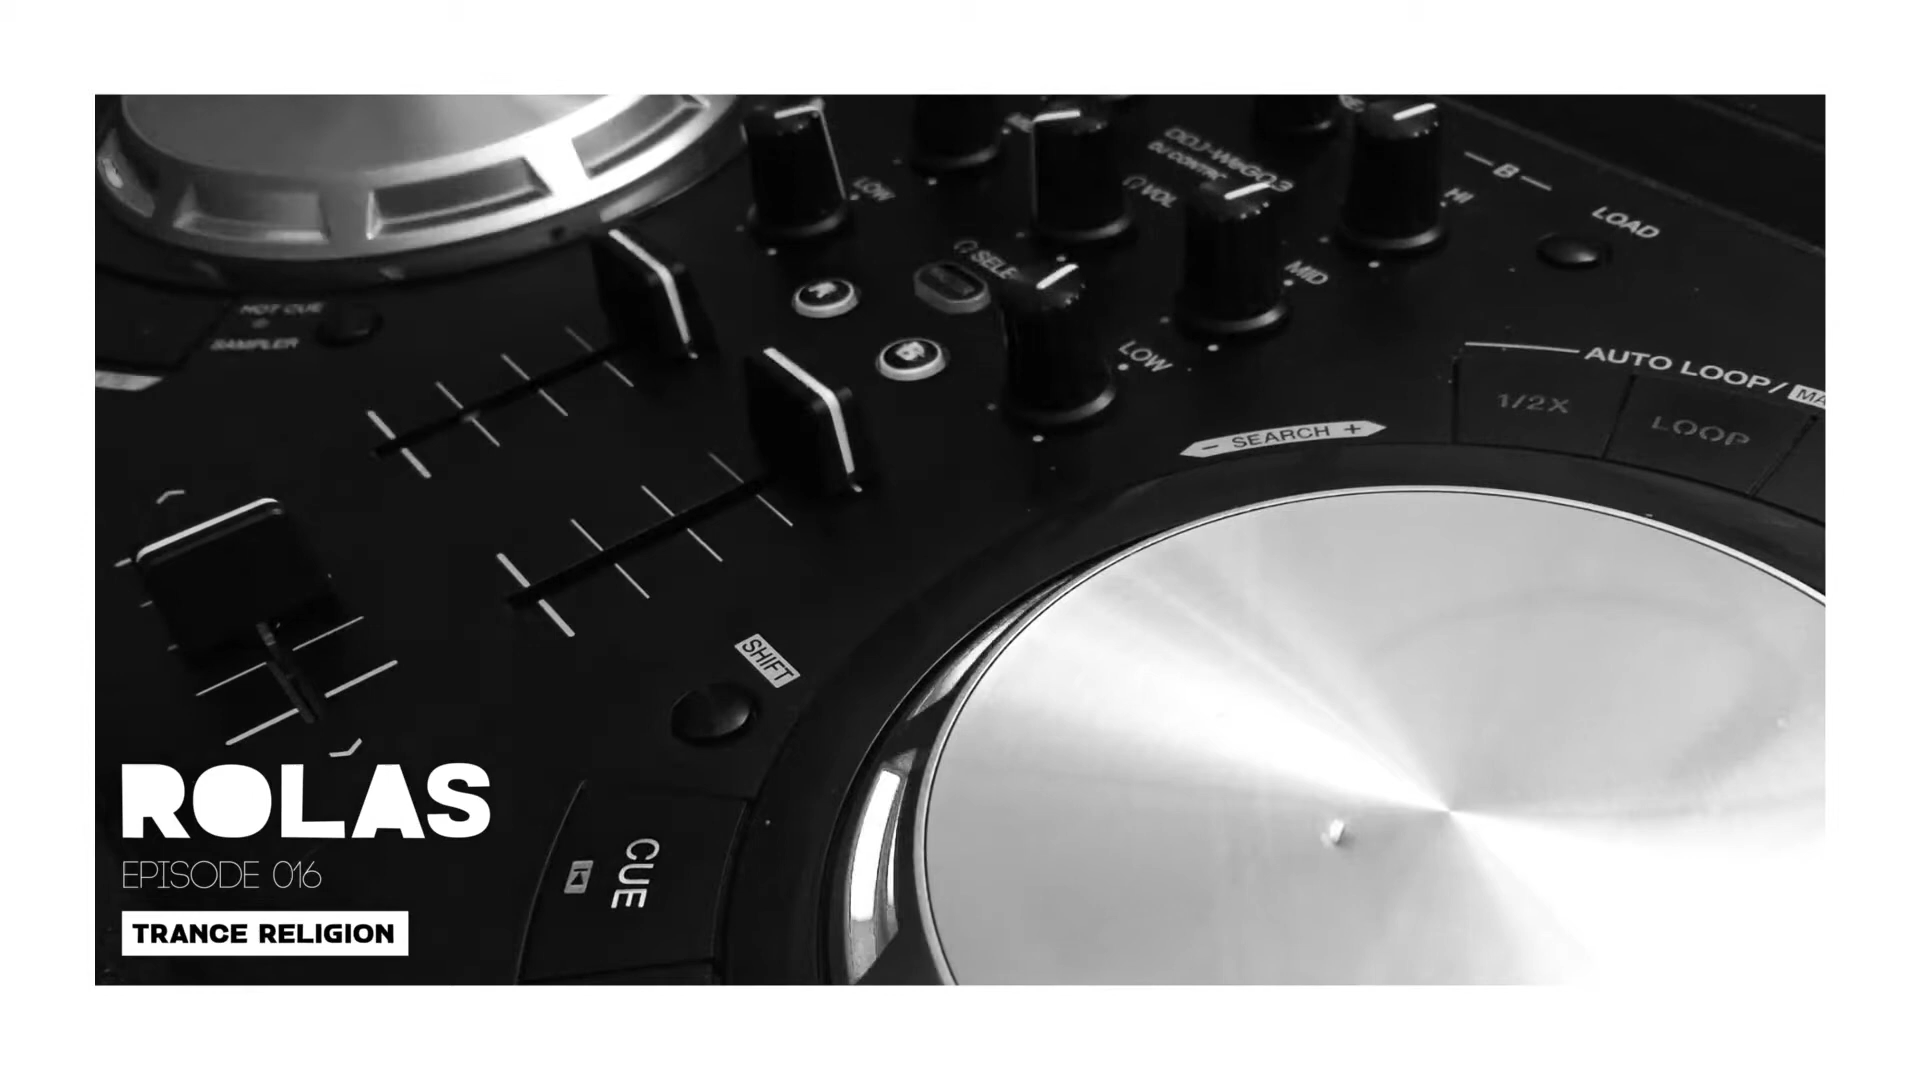 LOW
VOL
SELE
B
HI
MID
LOW
LOAD
HOT CUE
SAMPLER
AUTO LOOP/
1/2X
LOOP
− SEARCH +
SHIFT
CUE
ROLAS
EPISODE 016
TRANCE RELIGION